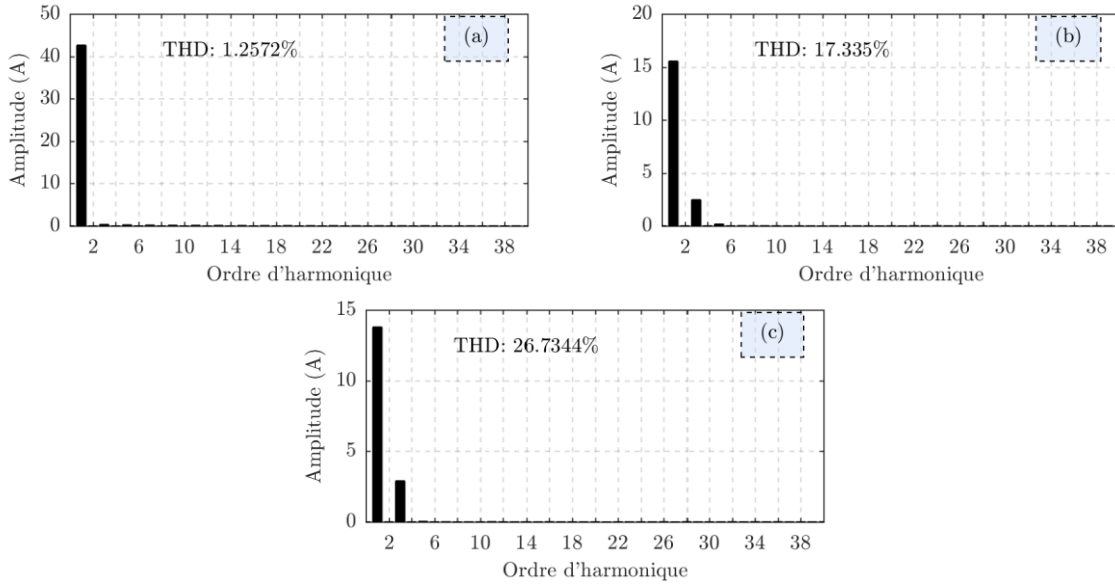 50
40
30
20
10
0
Amplitude (A)
THD: 1.2572%
(a)
2 6 10 14 18 22 26 30 34 38
Ordre d'harmonique
20
15
10
5
0
Amplitude (A)
THD: 17.335%
(b)
2 6 10 14 18 22 26 30 34 38
Ordre d'harmonique
15
10
5
0
Amplitude (A)
THD: 26.7344%
(c)
2 6 10 14 18 22 26 30 34 38
Ordre d'harmonique